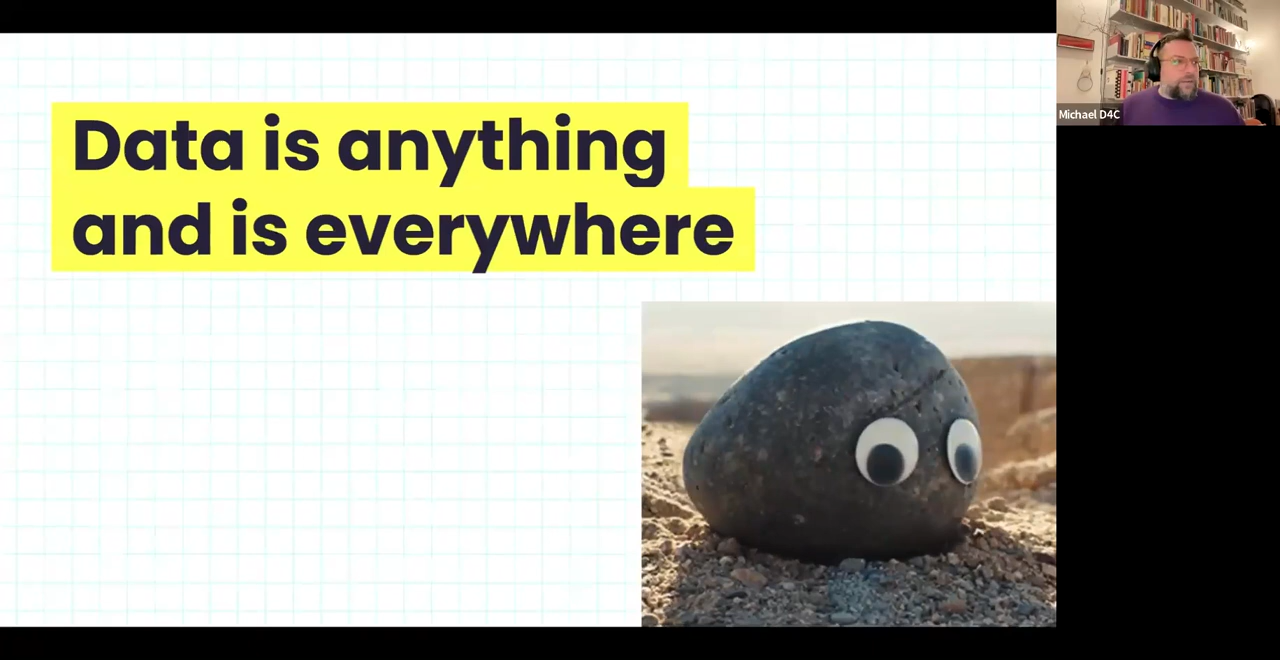 Data is anything
and is everywhere
Michael D4C